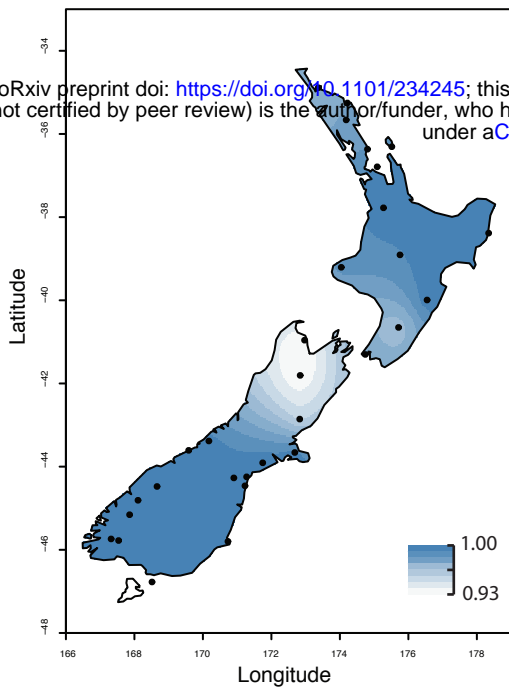 −34
oRxiv preprint doi: https://doi.org/10.1101/234245; this
not certified by peer review) is the author/funder, who h
under aC
−36
−38
−40
−42
−44
−46
−48
Latitude
1.00
0.93
166 168 170 172 174 176 178
Longitude